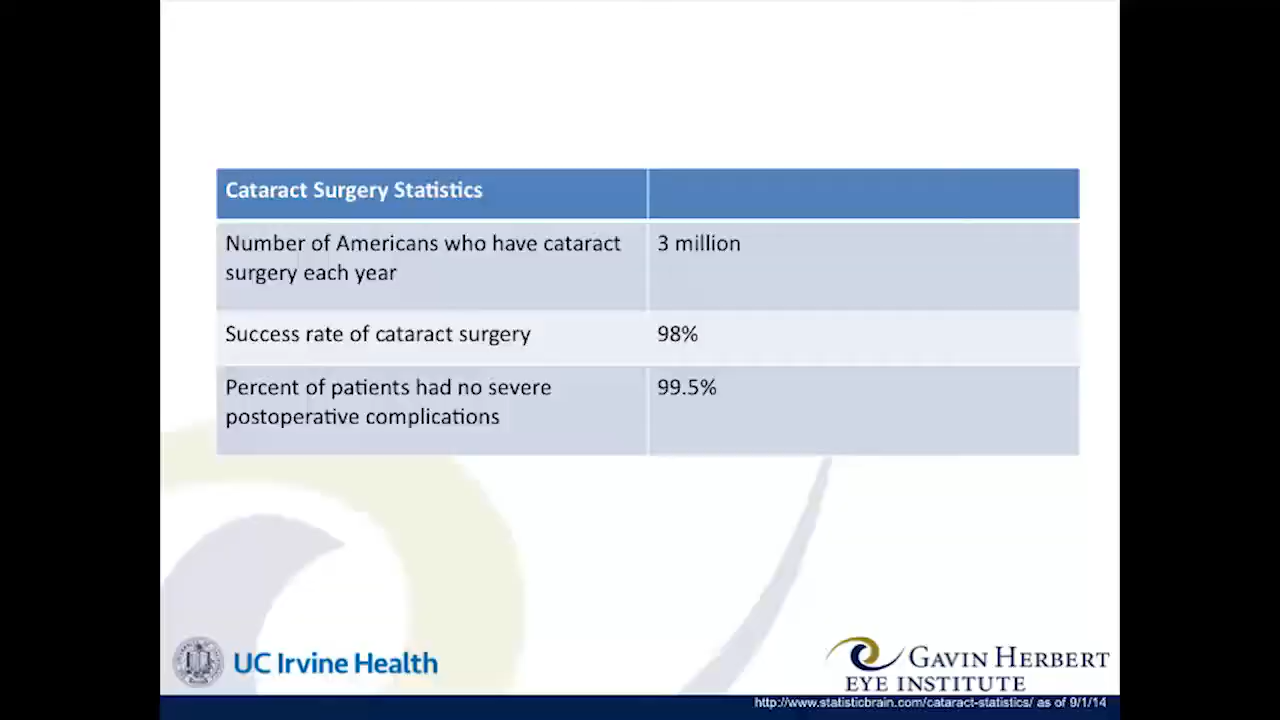 Cataract Surgery Statistics
Number of Americans who have cataract surgery each year
3 million
Success rate of cataract surgery
98%
Percent of patients had no severe postoperative complications
99.5%
UC Irvine Health
GAVIN HERBERT
EYE INSTITUTE
http://www.statisticbrain.com/cataract-statistics/ as of 9/1/14